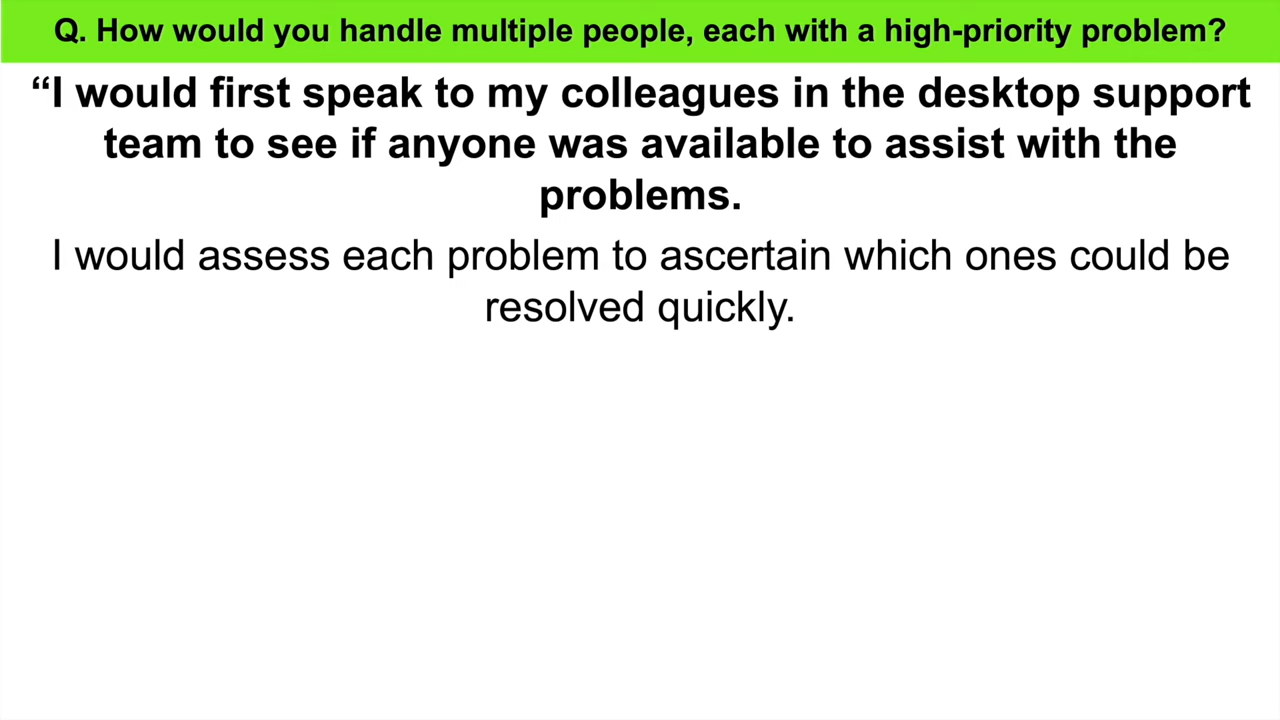 Q. How would you handle multiple people, each with a high-priority problem?
“I would first speak to my colleagues in the desktop support
team to see if anyone was available to assist with the
problems.
I would assess each problem to ascertain which ones could be
resolved quickly.